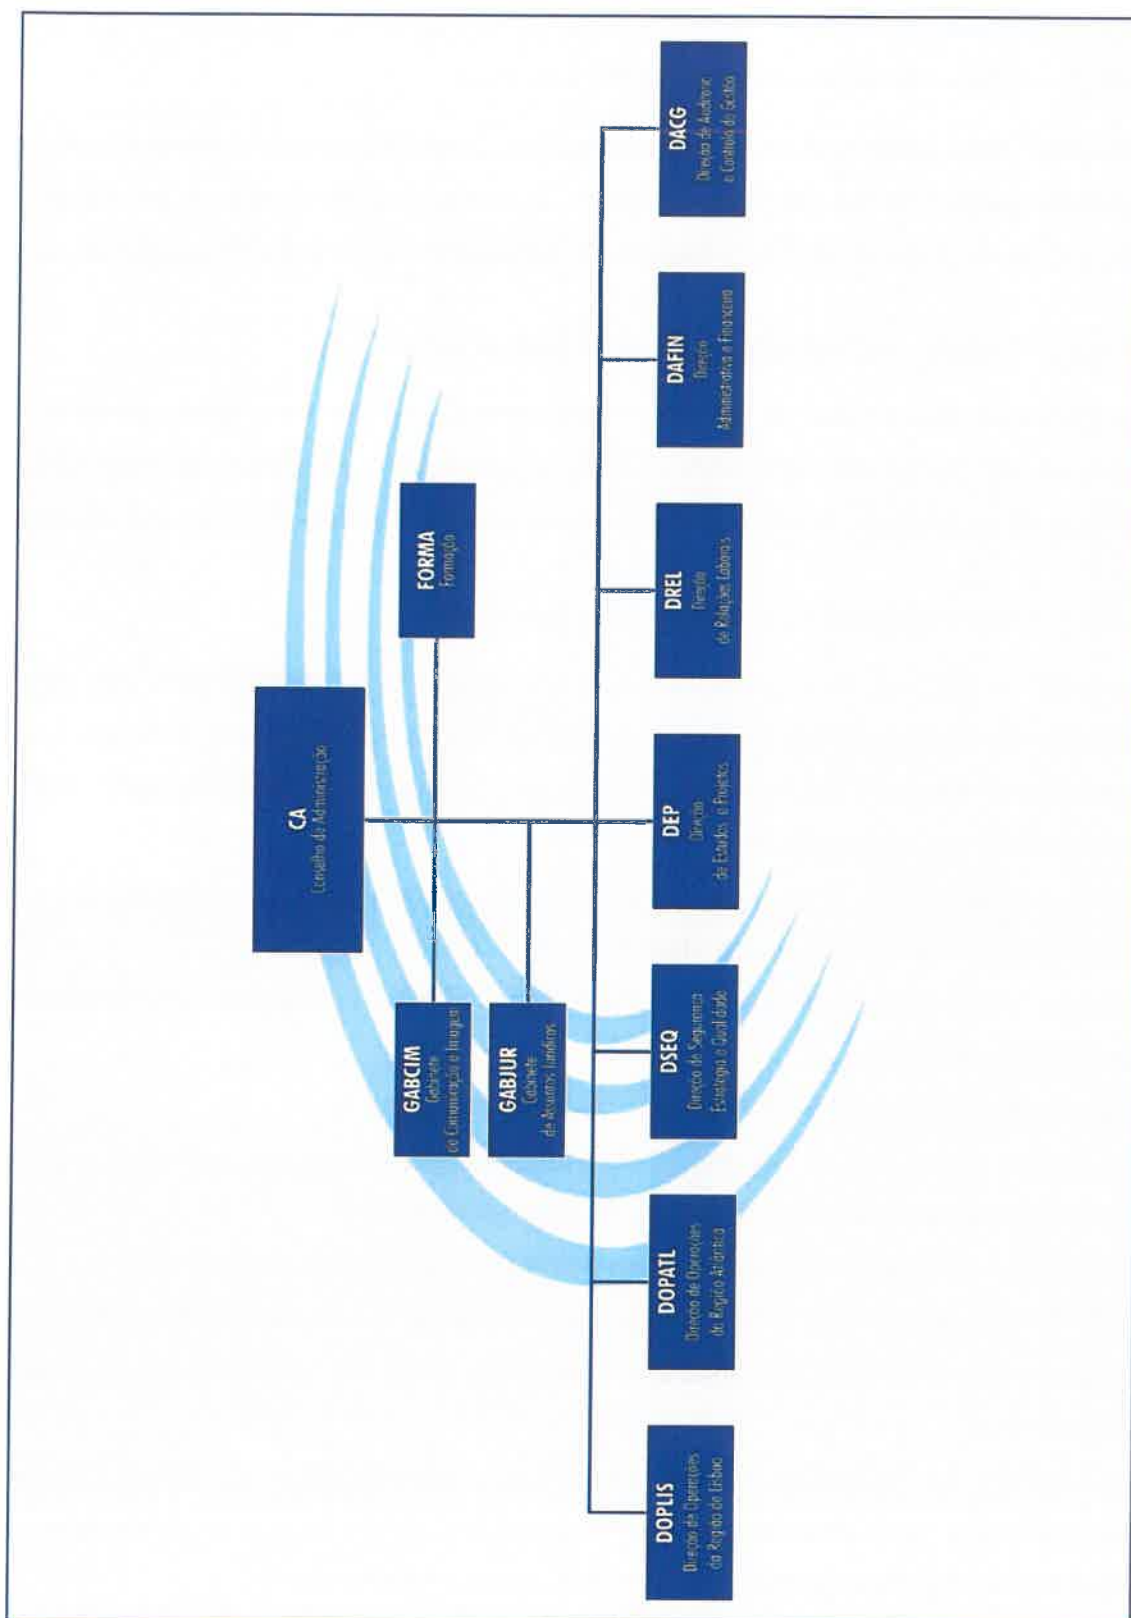 CA
Conselho de Administração
GABCIM
Gabinete
de Comunicação e Imagem
FORMA
Formação
GABJUR
Gabinete
de Assuntos Jurídicos
DOPLIS
Direção de Operações
da Região de Lisboa
DOPATL
Direção de Operações
da Região Atlântica
DSEQ
Direção de Segurança
Estratégia e Qualidade
DEP
Direção
de Estudos e Projetos
DREL
Direção
de Relações Laborais
DAFIN
Direção
Administrativa e Financeira
DACG
Direção de Auditoria
e Controlo de Gestão